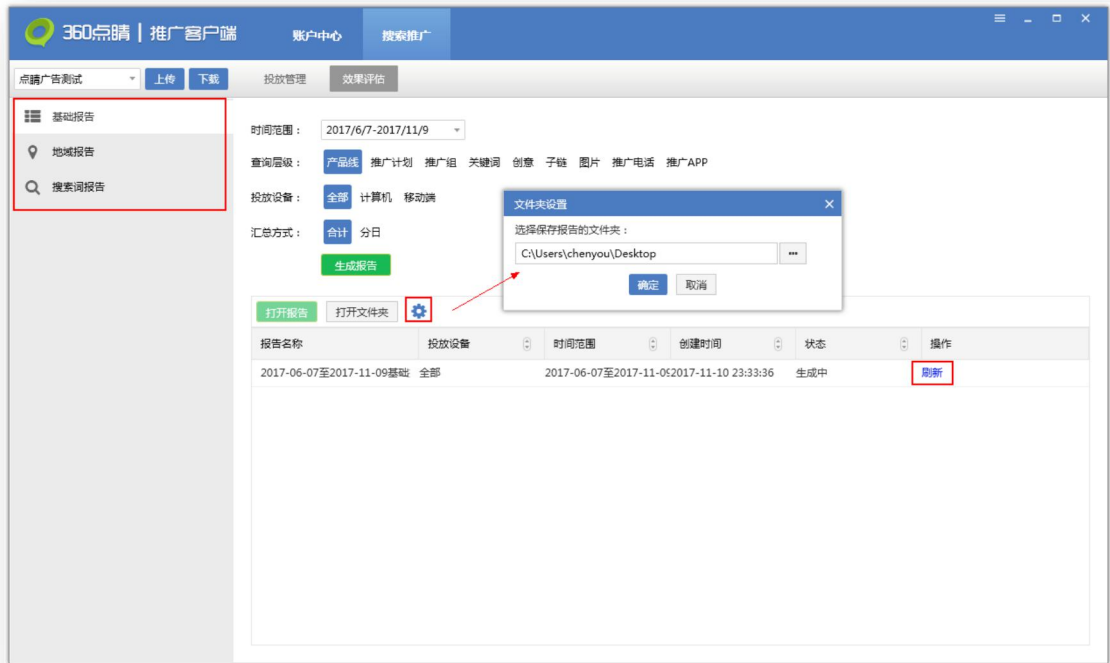 360点睛 | 推广客户端 账户中心 搜索推广
点睛广告测试 上传 下载 投放管理 效果评估
基础报告
地域报告
搜索词报告
时间范围： 2017/6/7-2017/11/9
查询层级： 产品线 推广计划 推广组 关键词 创意 子链 图片 推广电话 推广APP
投放设备： 全部 计算机 移动端
汇总方式： 合计 分日
生成报告
文件夹设置
选择保存报告的文件夹：
C:\Users\chenyou\Desktop ...
确定 取消
打开报告 打开文件夹
报告名称 投放设备 时间范围 创建时间 状态 操作
2017-06-07至2017-11-09基础 全部 2017-06-07至2017-11-09 2017-11-10 23:33:36 生成中 刷新